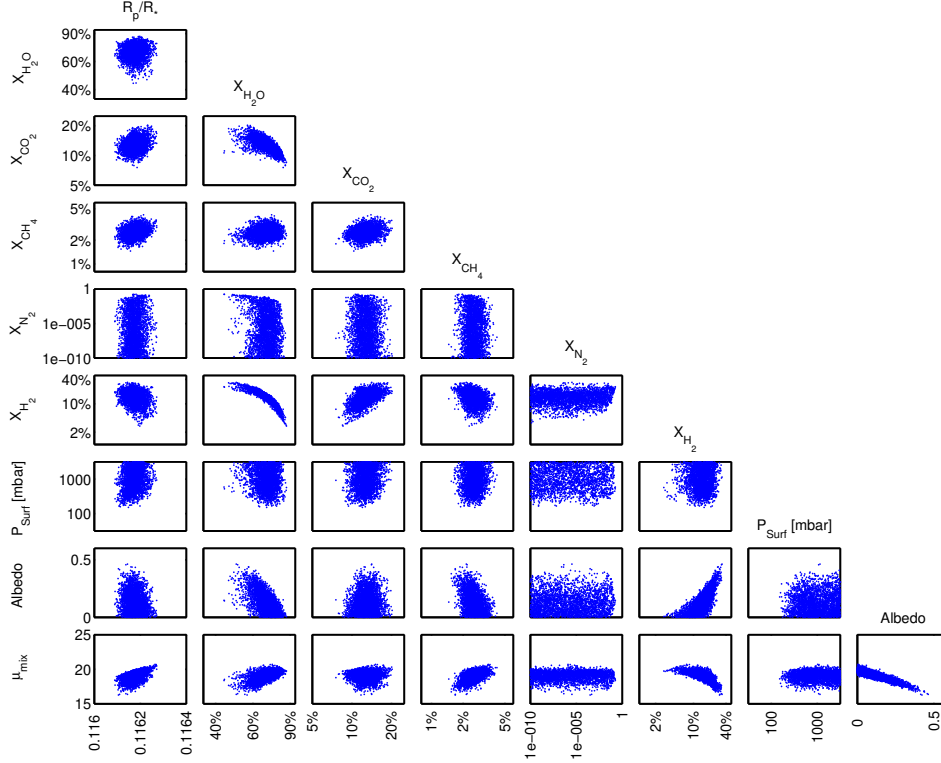 R_p/R_*
90%
60%
40%
X_H₂O
X_H₂O
20%
10%
5%
X_CO₂
X_CO₂
5%
2%
1%
X_CH₄
X_CH₄
1
1e−005
1e−010
X_N₂
X_N₂
40%
10%
2%
X_H₂
X_H₂
1000
100
P_Surf [mbar]
P_Surf [mbar]
0.5
0
Albedo
Albedo
25
20
15
μ_mix
0.116 0.1162 0.1164 40% 60% 90% 5% 10% 20% 1% 2% 5% 1e−010 1e−005 1 2% 10% 40% 100 1000 0 0.5